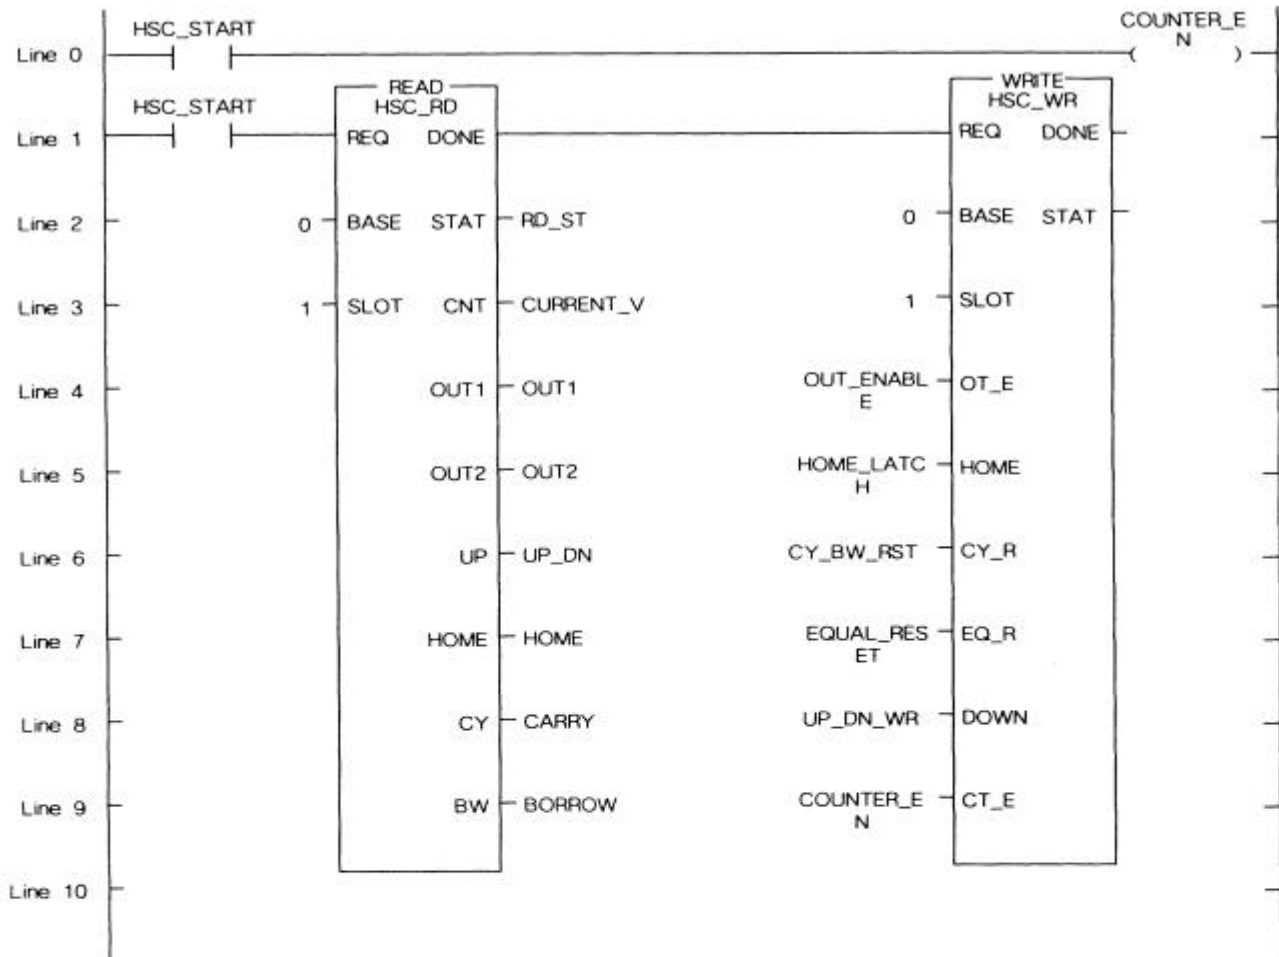 HSC_START COUNTER_E
N
Line 0 ( )
READ WRITE
HSC_START HSC_RD HSC_WR
Line 1 REQ DONE REQ DONE
Line 2 0 BASE STAT RD_ST 0 BASE STAT
Line 3 1 SLOT CNT CURRENT_V 1 SLOT
Line 4 OUT1 OUT1 OUT_ENABL OT_E
E
Line 5 OUT2 OUT2 HOME_LATC HOME
H
Line 6 UP UP_DN CY_BW_RST CY_R
Line 7 HOME HOME EQUAL_RES EQ_R
ET
Line 8 CY CARRY UP_DN_WR DOWN
Line 9 BW BORROW COUNTER_E CT_E
N
Line 10